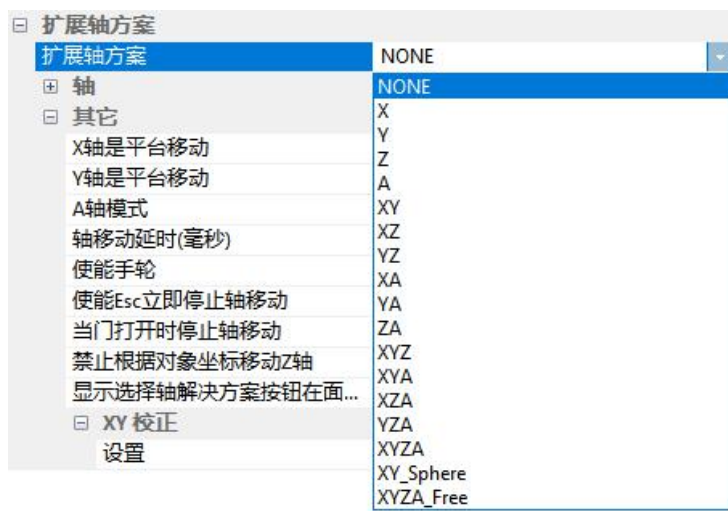 扩展轴方案
扩展轴方案 NONE
轴 NONE
其它 X
X轴是平台移动 Y
Y轴是平台移动 Z
A轴模式 A
轴移动延时(毫秒) XY
使能手轮 XZ
使能Esc立即停止轴移动 YZ
当门打开时停止轴移动 XA
禁止根据对象坐标移动Z轴 YA
显示选择轴解决方案按钮在面... ZA
XY 校正 XYZ
设置 XYA
XZA
YZA
XYZA
XY_Sphere
XYZA_Free